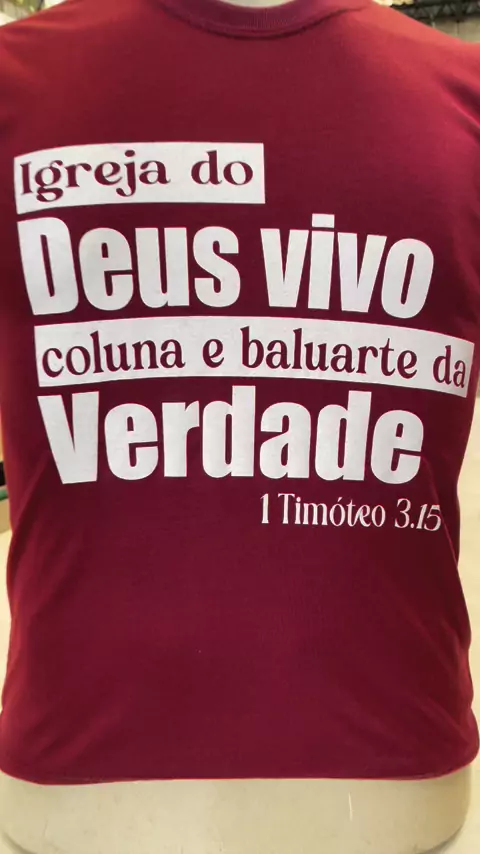 Igreja do
Deus vivo
coluna e baluarte da
Verdade
1 Timóteo 3.15